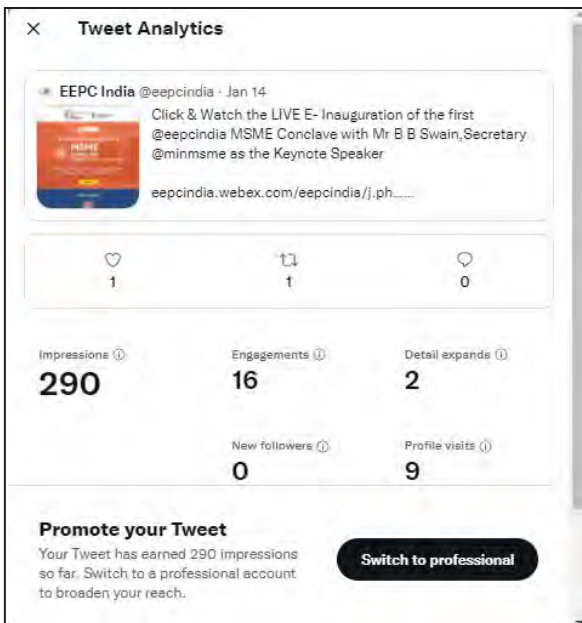 Tweet Analytics
EEPC India @eepcindia · Jan 14
Click & Watch the LIVE E- Inauguration of the first
@eepcindia MSME Conclave with Mr B B Swain,Secretary
@minmsme as the Keynote Speaker
eepcindia.webex.com/eepcindia/j.ph......
MSME
1
1
0
Impressions
290
Engagements
16
Detail expands
2
New followers
0
Profile visits
9
Promote your Tweet
Your Tweet has earned 290 impressions
so far. Switch to a professional account
to broaden your reach.
Switch to professional